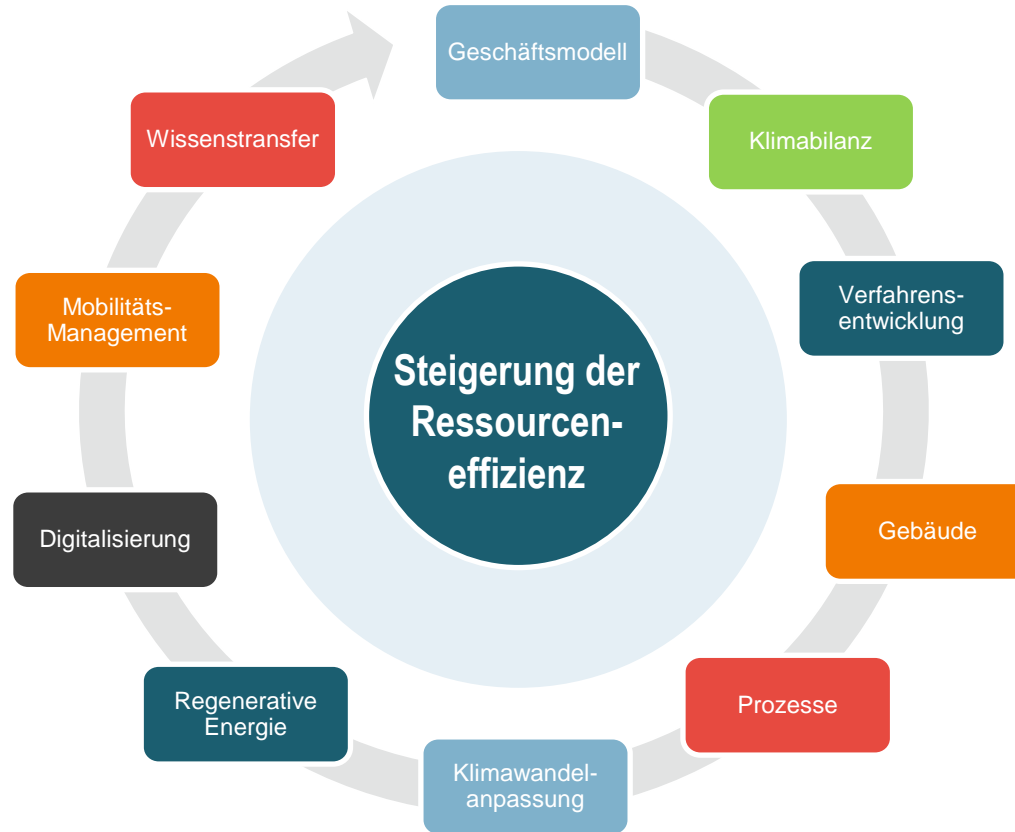 Geschäftsmodell
Klimabilanz
Verfahrens-
entwicklung
Gebäude
Prozesse
Klimawandel-
anpassung
Regenerative
Energie
Digitalisierung
Mobilitäts-
Management
Wissenstransfer
Steigerung der
Ressourcen-
effizienz